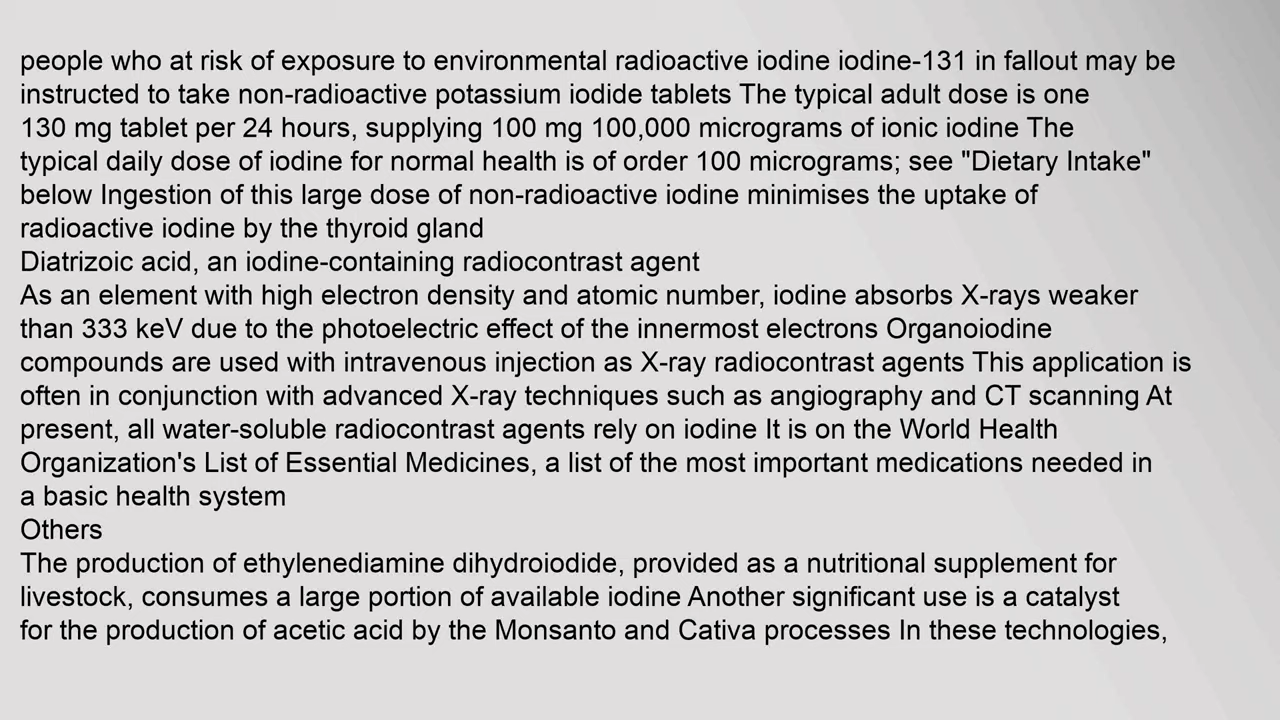 people who at risk of exposure to environmental radioactive iodine iodine-131 in fallout may be
instructed to take non-radioactive potassium iodide tablets The typical adult dose is one
130 mg tablet per 24 hours, supplying 100 mg 100,000 micrograms of ionic iodine The
typical daily dose of iodine for normal health is of order 100 micrograms; see "Dietary Intake"
below Ingestion of this large dose of non-radioactive iodine minimises the uptake of
radioactive iodine by the thyroid gland
Diatrizoic acid, an iodine-containing radiocontrast agent
As an element with high electron density and atomic number, iodine absorbs X-rays weaker
than 333 keV due to the photoelectric effect of the innermost electrons Organoiodine
compounds are used with intravenous injection as X-ray radiocontrast agents This application is
often in conjunction with advanced X-ray techniques such as angiography and CT scanning At
present, all water-soluble radiocontrast agents rely on iodine It is on the World Health
Organization's List of Essential Medicines, a list of the most important medications needed in
a basic health system
Others
The production of ethylenediamine dihydroiodide, provided as a nutritional supplement for
livestock, consumes a large portion of available iodine Another significant use is a catalyst
for the production of acetic acid by the Monsanto and Cativa processes In these technologies,